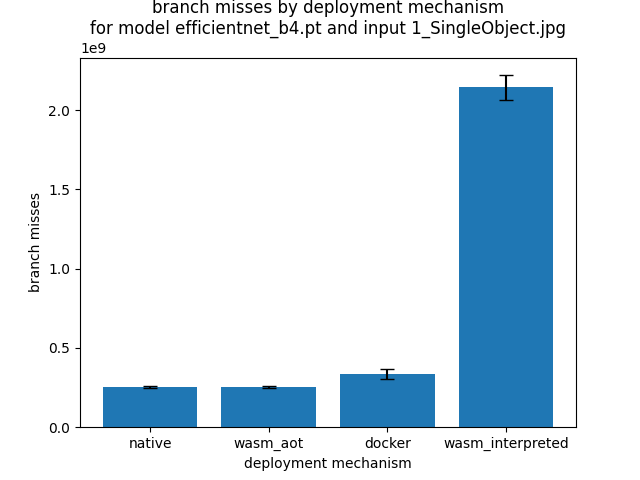 branch misses by deployment mechanism
for model efficientnet_b4.pt and input 1_SingleObject.jpg
1e9
2.0
1.5
1.0
0.5
0.0
branch misses
native wasm_aot docker wasm_interpreted
deployment mechanism